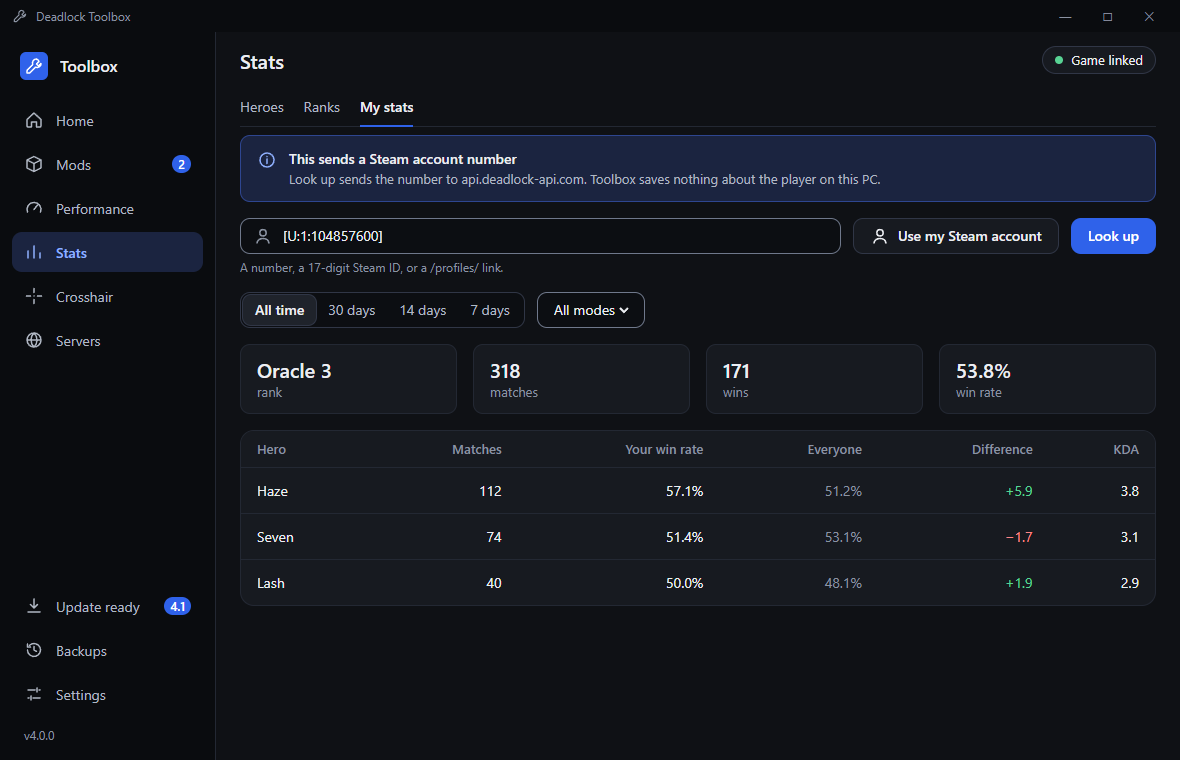 Deadlock Toolbox
Toolbox
Home
Mods 2
Performance
Stats
Crosshair
Servers
Update ready 4.1
Backups
Settings
v4.0.0
Stats
Game linked
Heroes Ranks My stats
This sends a Steam account number
Look up sends the number to api.deadlock-api.com. Toolbox saves nothing about the player on this PC.
[U:1:104857600]
Use my Steam account
Look up
A number, a 17-digit Steam ID, or a /profiles/ link.
All time 30 days 14 days 7 days All modes
Oracle 3
rank
318
matches
171
wins
53.8%
win rate
Hero Matches Your win rate Everyone Difference KDA
Haze 112 57.1% 51.2% +5.9 3.8
Seven 74 51.4% 53.1% −1.7 3.1
Lash 40 50.0% 48.1% +1.9 2.9